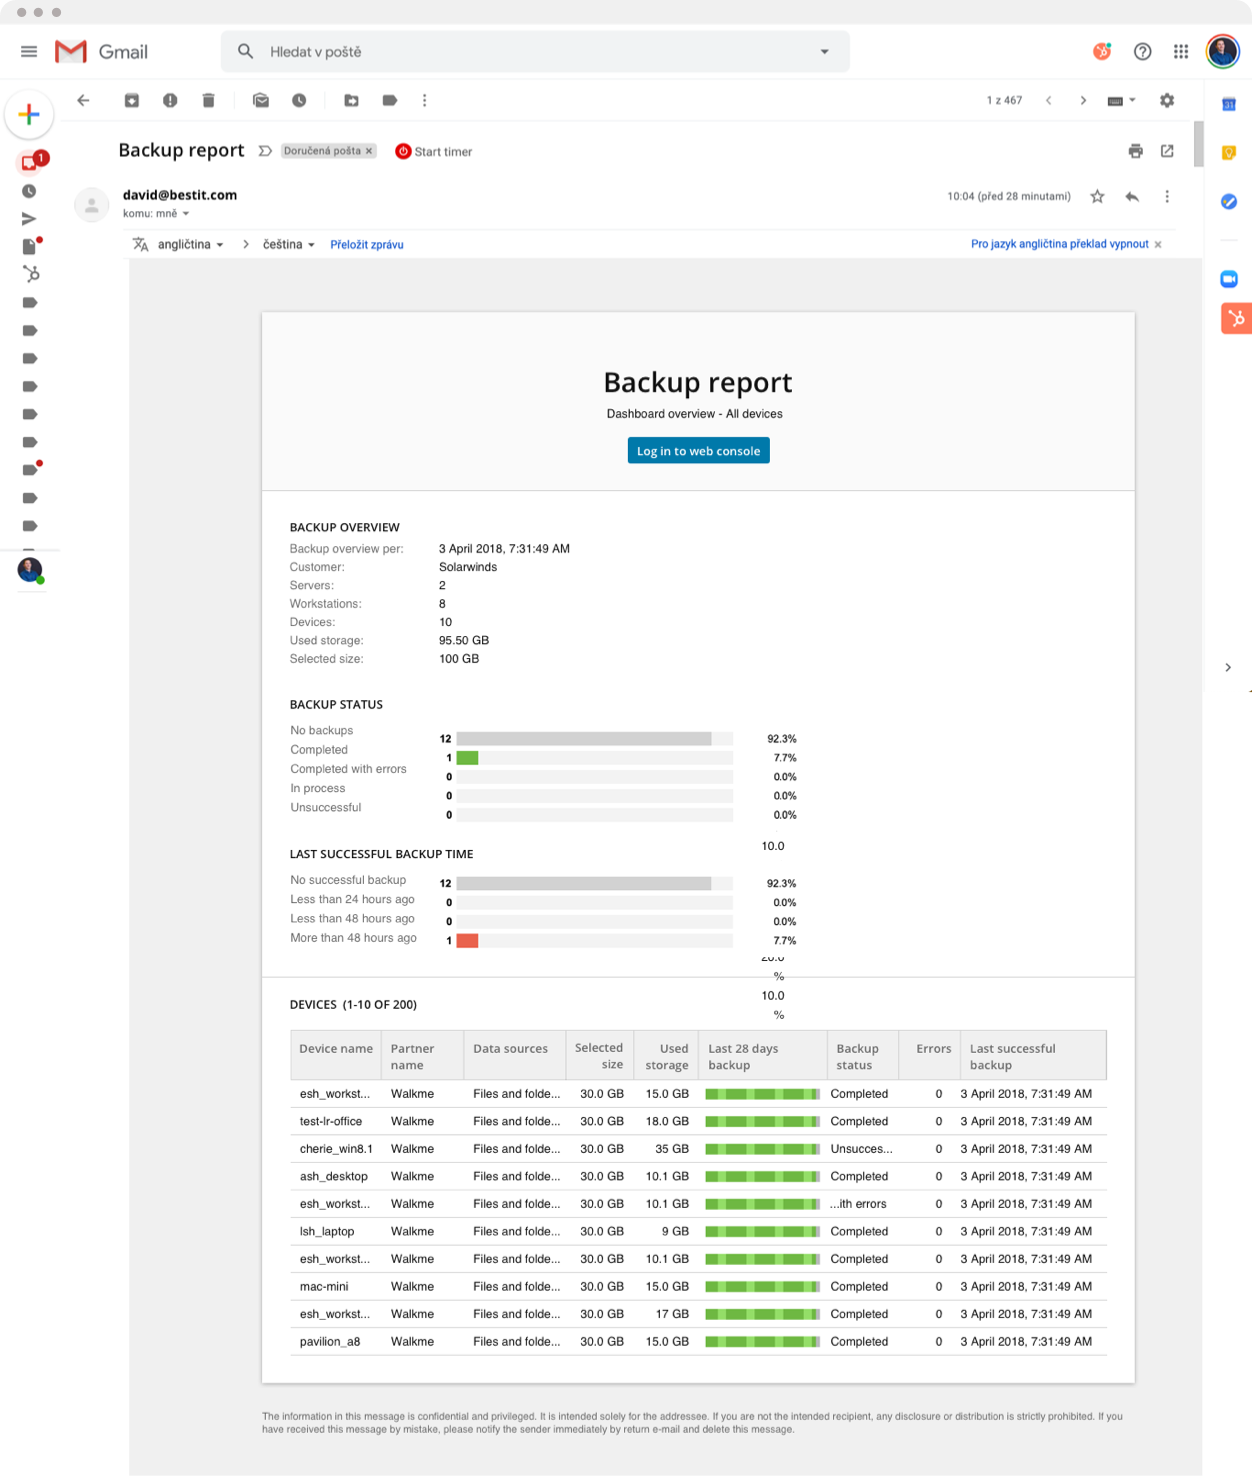 Gmail
Hledat v poště
1 z 467
31
1
Backup report
Doručená pošta ×
Start timer
david@bestit.com
10:04 (před 28 minutami)
komu: mně
angličtina > čeština Přeložit zprávu
Pro jazyk angličtina překlad vypnout ×
Backup report
Dashboard overview - All devices
Log in to web console
BACKUP OVERVIEW
Backup overview per: 3 April 2018, 7:31:49 AM
Customer: Solarwinds
Servers: 2
Workstations: 8
Devices: 10
Used storage: 95.50 GB
Selected size: 100 GB
BACKUP STATUS
No backups 12 92.3%
Completed 1 7.7%
Completed with errors 0 0.0%
In process 0 0.0%
Unsuccessful 0 0.0%
10.0
LAST SUCCESSFUL BACKUP TIME
No successful backup 12 92.3%
Less than 24 hours ago 0 0.0%
Less than 48 hours ago 0 0.0%
More than 48 hours ago 1 7.7%
20.0
%
10.0
%
DEVICES (1-10 OF 200)
Device name Partner name Data sources Selected size Used storage Last 28 days backup Backup status Errors Last successful backup
esh_workst... Walkme Files and folde... 30.0 GB 15.0 GB Completed 0 3 April 2018, 7:31:49 AM
test-lr-office Walkme Files and folde... 30.0 GB 18.0 GB Completed 0 3 April 2018, 7:31:49 AM
cherie_win8.1 Walkme Files and folde... 30.0 GB 35 GB Unsucces... 0 3 April 2018, 7:31:49 AM
ash_desktop Walkme Files and folde... 30.0 GB 10.1 GB Completed 0 3 April 2018, 7:31:49 AM
esh_workst... Walkme Files and folde... 30.0 GB 10.1 GB ...ith errors 0 3 April 2018, 7:31:49 AM
lsh_laptop Walkme Files and folde... 30.0 GB 9 GB Completed 0 3 April 2018, 7:31:49 AM
esh_workst... Walkme Files and folde... 30.0 GB 10.1 GB Completed 0 3 April 2018, 7:31:49 AM
mac-mini Walkme Files and folde... 30.0 GB 15.0 GB Completed 0 3 April 2018, 7:31:49 AM
esh_workst... Walkme Files and folde... 30.0 GB 17 GB Completed 0 3 April 2018, 7:31:49 AM
pavilion_a8 Walkme Files and folde... 30.0 GB 15.0 GB Completed 0 3 April 2018, 7:31:49 AM
The information in this message is confidential and privileged. It is intended solely for the addressee. If you are not the intended recipient, any disclosure or distribution is strictly prohibited. If you
have received this message by mistake, please notify the sender immediately by return e-mail and delete this message.